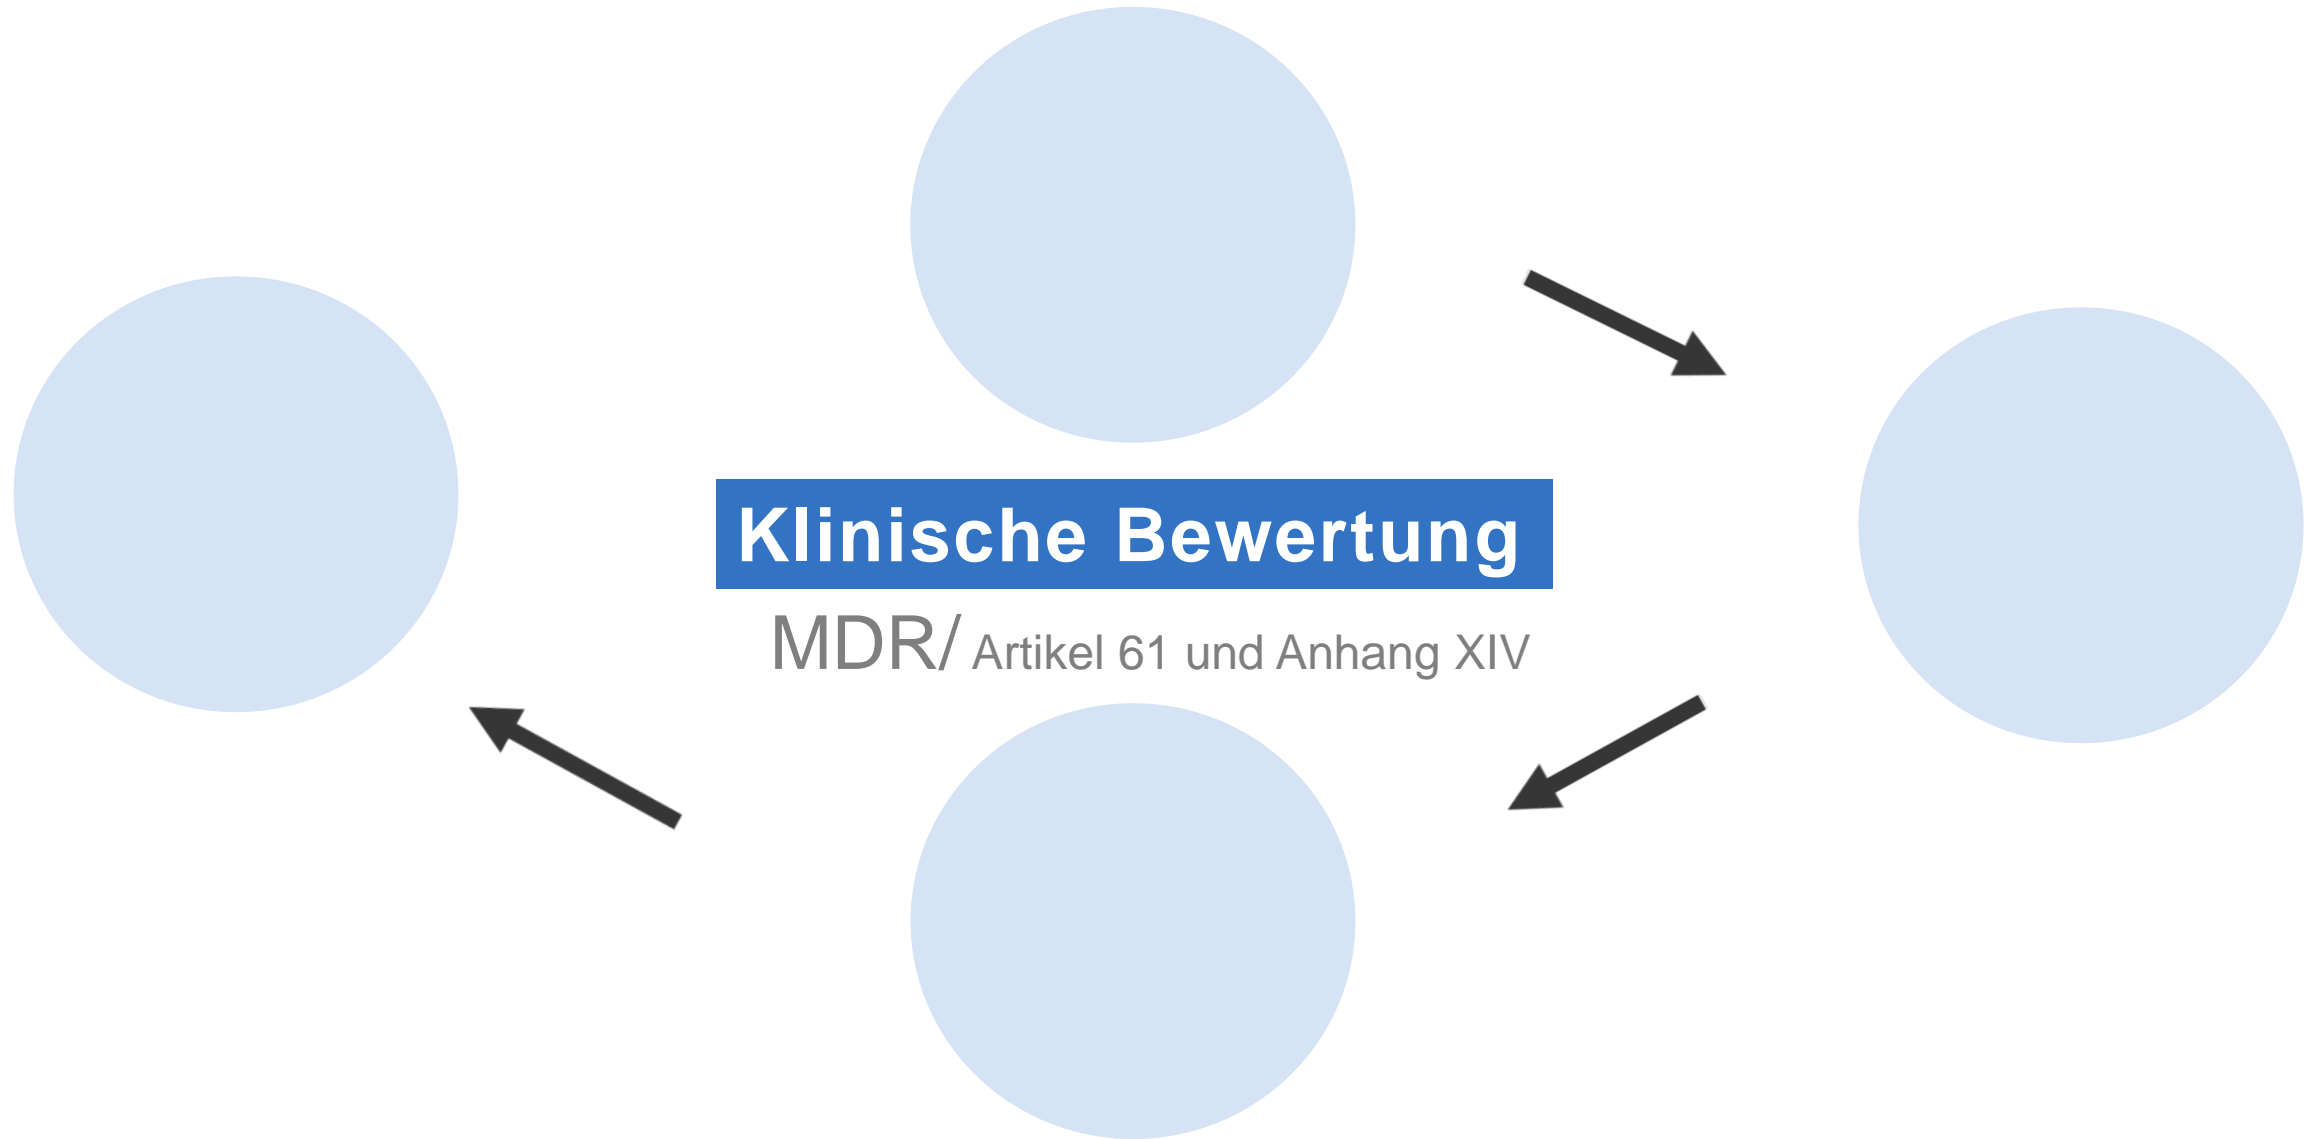 Klinische Bewertung
MDR/ Artikel 61 und Anhang XIV